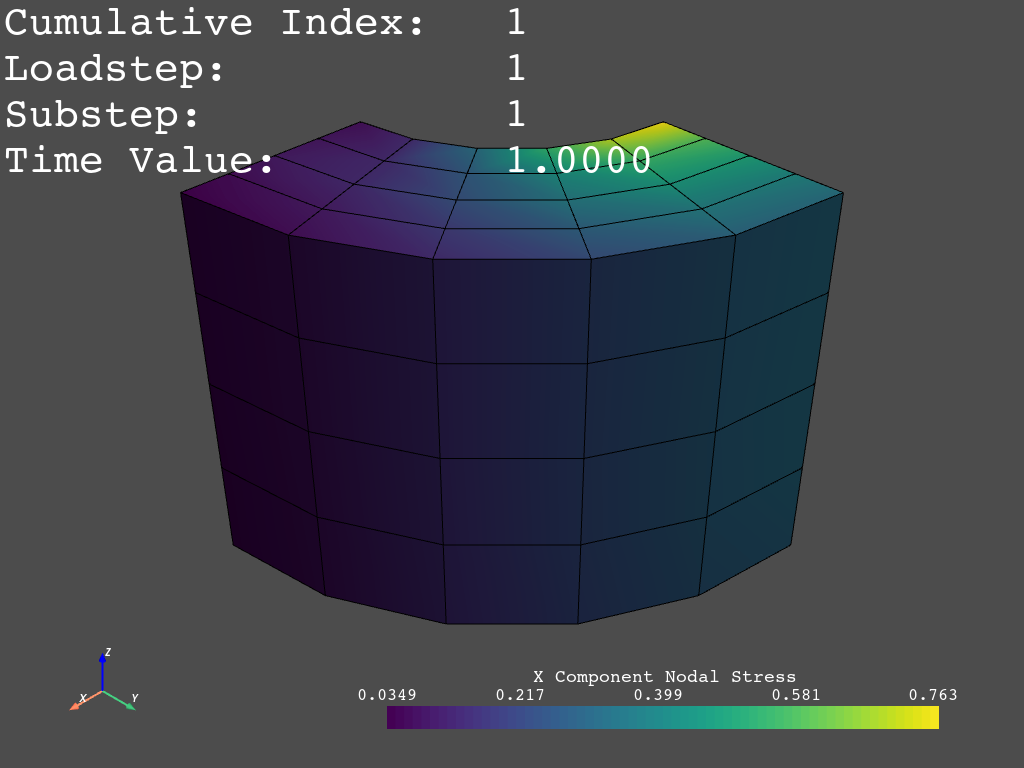 Cumulative Index: 1
Loadstep: 1
Substep: 1
Time Value: 1.0000
Z
X Y
X Component Nodal Stress
0.0349 0.217 0.399 0.581 0.763